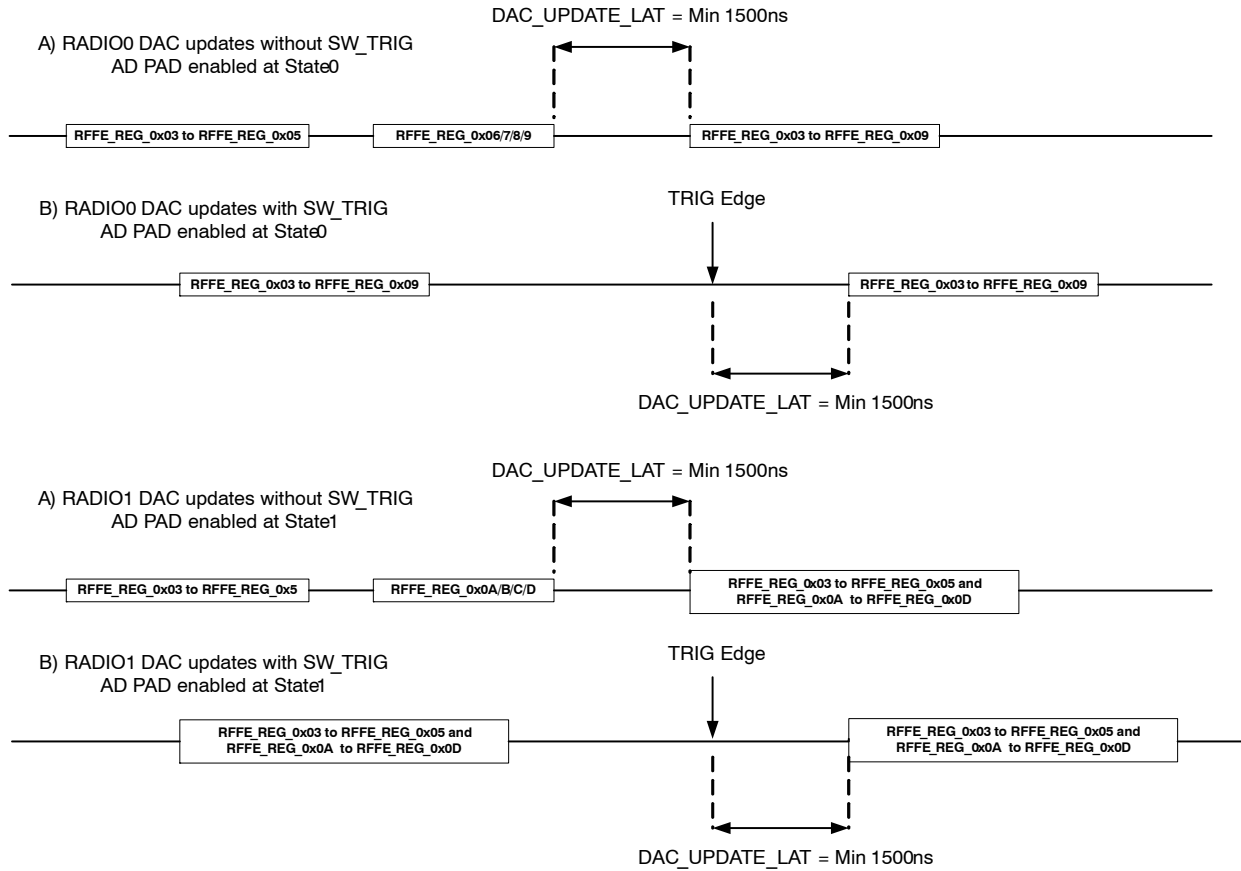 DAC_UPDATE_LAT = Min 1500ns
A) RADIO0 DAC updates without SW_TRIG
AD PAD enabled at State0
RFFE_REG_0x03 to RFFE_REG_0x05
RFFE_REG_0x06/7/8/9
RFFE_REG_0x03 to RFFE_REG_0x09
B) RADIO0 DAC updates with SW_TRIG
AD PAD enabled at State0
TRIG Edge
RFFE_REG_0x03 to RFFE_REG_0x09
RFFE_REG_0x03 to RFFE_REG_0x09
DAC_UPDATE_LAT = Min 1500ns
DAC_UPDATE_LAT = Min 1500ns
A) RADIO1 DAC updates without SW_TRIG
AD PAD enabled at State1
RFFE_REG_0x03 to RFFE_REG_0x5
RFFE_REG_0x0A/B/C/D
RFFE_REG_0x03 to RFFE_REG_0x05 and
RFFE_REG_0x0A to RFFE_REG_0x0D
B) RADIO1 DAC updates with SW_TRIG
AD PAD enabled at State1
TRIG Edge
RFFE_REG_0x03 to RFFE_REG_0x05 and
RFFE_REG_0x0A to RFFE_REG_0x0D
RFFE_REG_0x03 to RFFE_REG_0x05 and
RFFE_REG_0x0A to RFFE_REG_0x0D
DAC_UPDATE_LAT = Min 1500ns